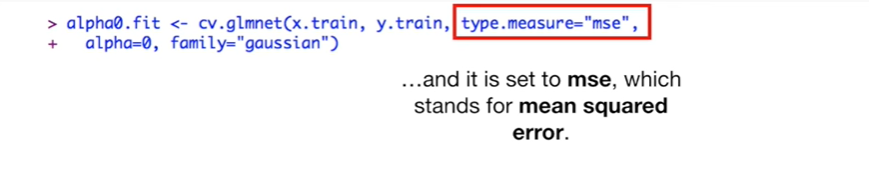 > alpha0.fit <- cv.glmnet(x.train, y.train, type.measure="mse",
+   alpha=0, family="gaussian")
...and it is set to mse, which
stands for mean squared
error.